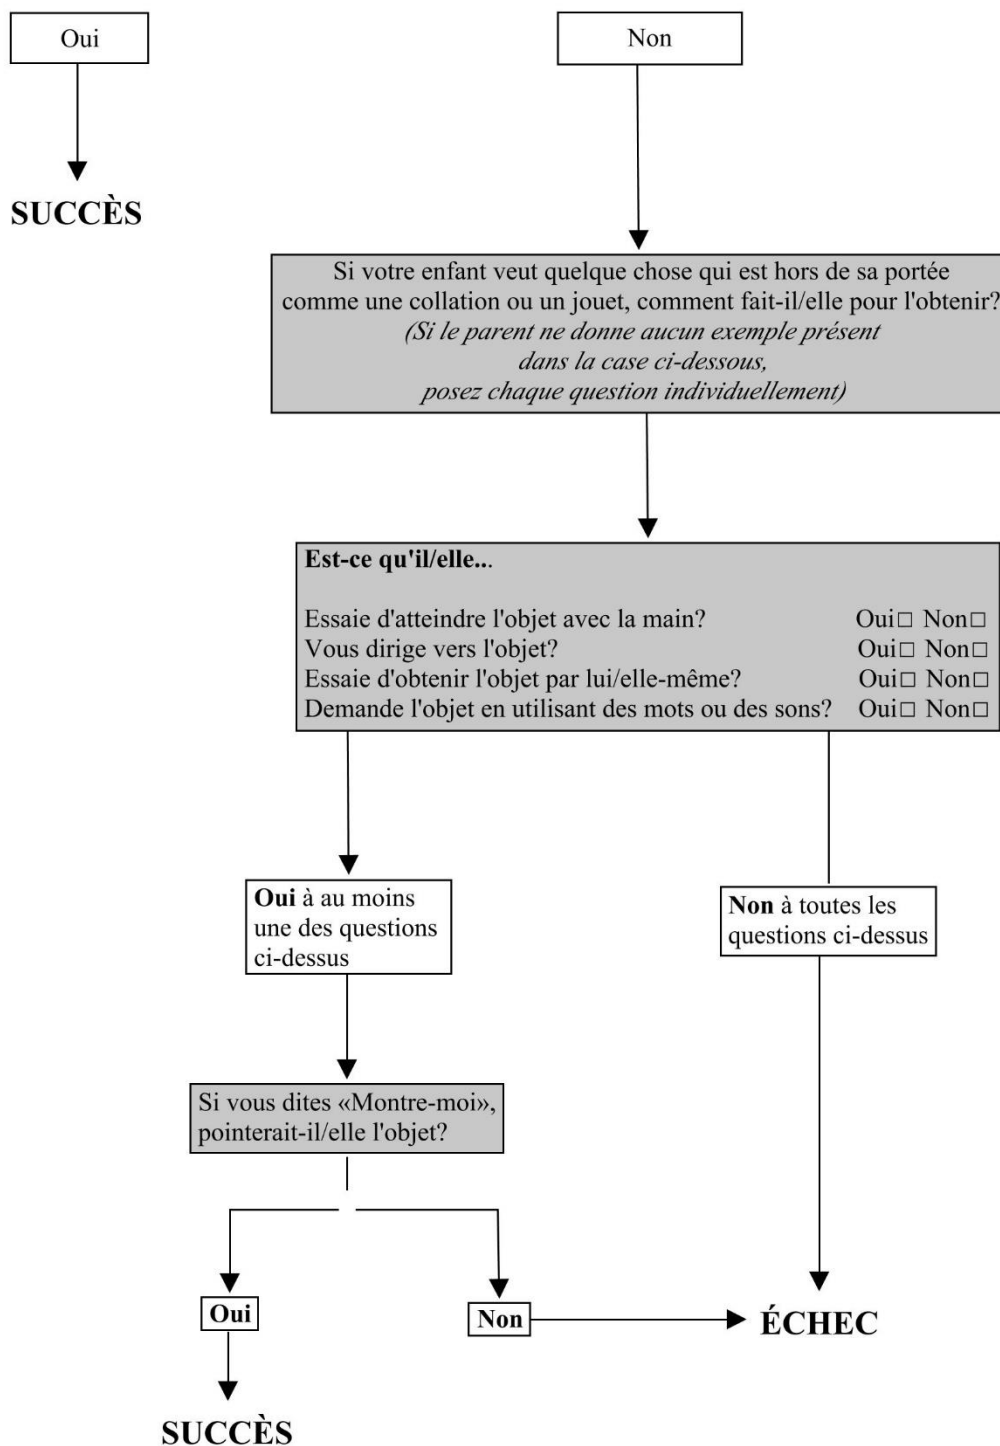 Oui
Non
SUCCÈS
Si votre enfant veut quelque chose qui est hors de sa portée
comme une collation ou un jouet, comment fait-il/elle pour l'obtenir?
(Si le parent ne donne aucun exemple présent
dans la case ci-dessous,
posez chaque question individuellement)
Est-ce qu'il/elle...
Essaie d'atteindre l'objet avec la main? Oui□ Non□
Vous dirige vers l'objet? Oui□ Non□
Essaie d'obtenir l'objet par lui/elle-même? Oui□ Non□
Demande l'objet en utilisant des mots ou des sons? Oui□ Non□
Oui à au moins
une des questions
ci-dessus
Non à toutes les
questions ci-dessus
Si vous dites «Montre-moi»,
pointerait-il/elle l'objet?
Oui
Non
ÉCHEC
SUCCÈS